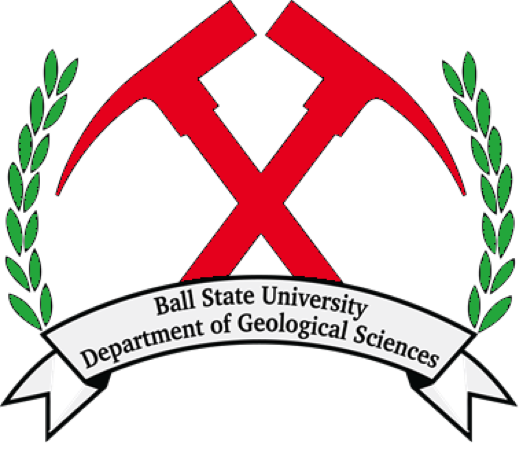 Ball State University
Department of Geological Sciences